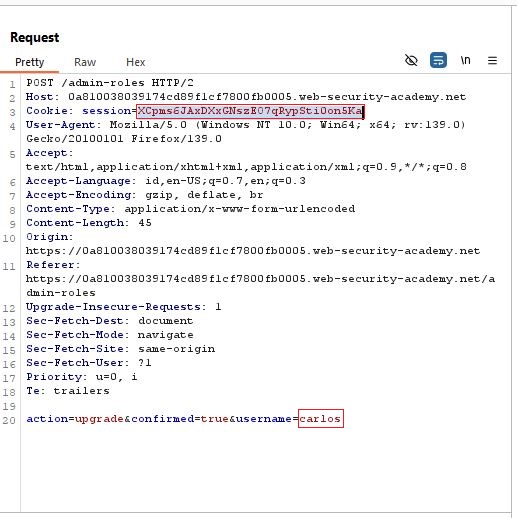 Request
Pretty Raw Hex \n
1 POST /admin-roles HTTP/2
2 Host: 0a810038039174cd89f1cf7800fb0005.web-security-academy.net
3 Cookie: session=XCpms6JAxDXxGNszE07qRypSti0on5Ka
4 User-Agent: Mozilla/5.0 (Windows NT 10.0; Win64; x64; rv:139.0)
Gecko/20100101 Firefox/139.0
5 Accept:
text/html,application/xhtml+xml,application/xml;q=0.9,*/*;q=0.8
6 Accept-Language: id,en-US;q=0.7,en;q=0.3
7 Accept-Encoding: gzip, deflate, br
8 Content-Type: application/x-www-form-urlencoded
9 Content-Length: 45
10 Origin:
https://0a810038039174cd89f1cf7800fb0005.web-security-academy.net
11 Referer:
https://0a810038039174cd89f1cf7800fb0005.web-security-academy.net/a
dmin-roles
12 Upgrade-Insecure-Requests: 1
13 Sec-Fetch-Dest: document
14 Sec-Fetch-Mode: navigate
15 Sec-Fetch-Site: same-origin
16 Sec-Fetch-User: ?1
17 Priority: u=0, i
18 Te: trailers
19
20 action=upgrade&confirmed=true&username=carlos